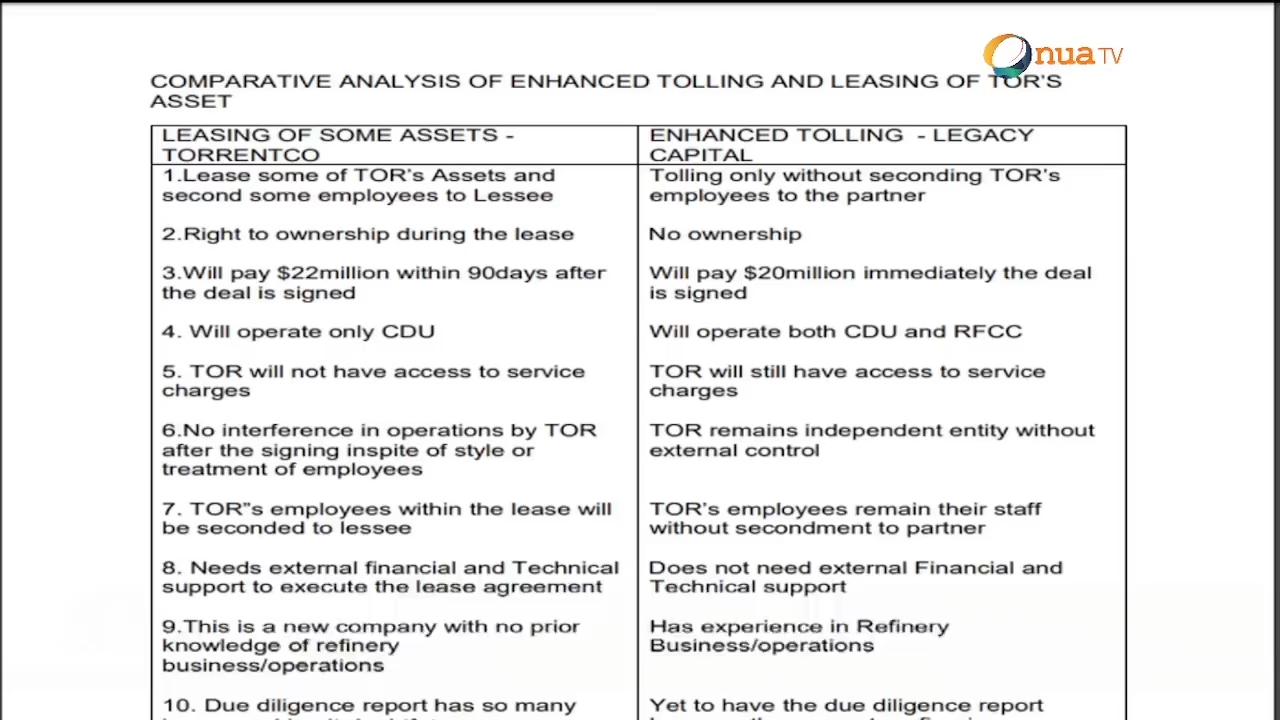 nua TV
COMPARATIVE ANALYSIS OF ENHANCED TOLLING AND LEASING OF TOR'S
ASSET
LEASING OF SOME ASSETS -
TORRENTCO
ENHANCED TOLLING - LEGACY
CAPITAL
1.Lease some of TOR's Assets and
second some employees to Lessee
Tolling only without seconding TOR's
employees to the partner
2.Right to ownership during the lease
No ownership
3.Will pay $22million within 90days after
the deal is signed
Will pay $20million immediately the deal
is signed
4. Will operate only CDU
Will operate both CDU and RFCC
5. TOR will not have access to service
charges
TOR will still have access to service
charges
6.No interference in operations by TOR
after the signing inspite of style or
treatment of employees
TOR remains independent entity without
external control
7. TOR"s employees within the lease will
be seconded to lessee
TOR's employees remain their staff
without secondment to partner
8. Needs external financial and Technical
support to execute the lease agreement
Does not need external Financial and
Technical support
9.This is a new company with no prior
knowledge of refinery
business/operations
Has experience in Refinery
Business/operations
10. Due diligence report has so many
Yet to have the due diligence report